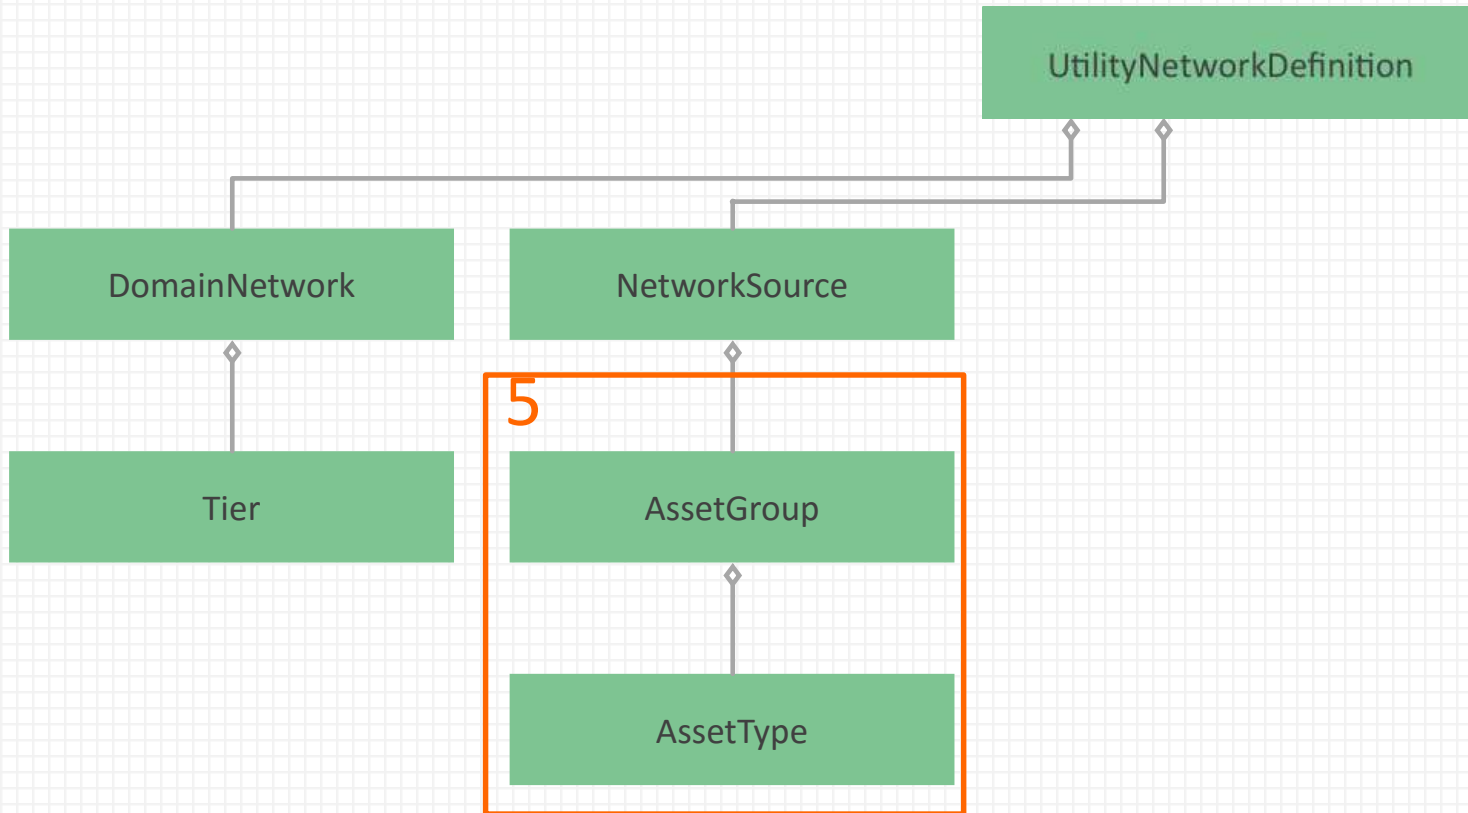 UtilityNetworkDefinition
DomainNetwork
NetworkSource
5
Tier
AssetGroup
AssetType